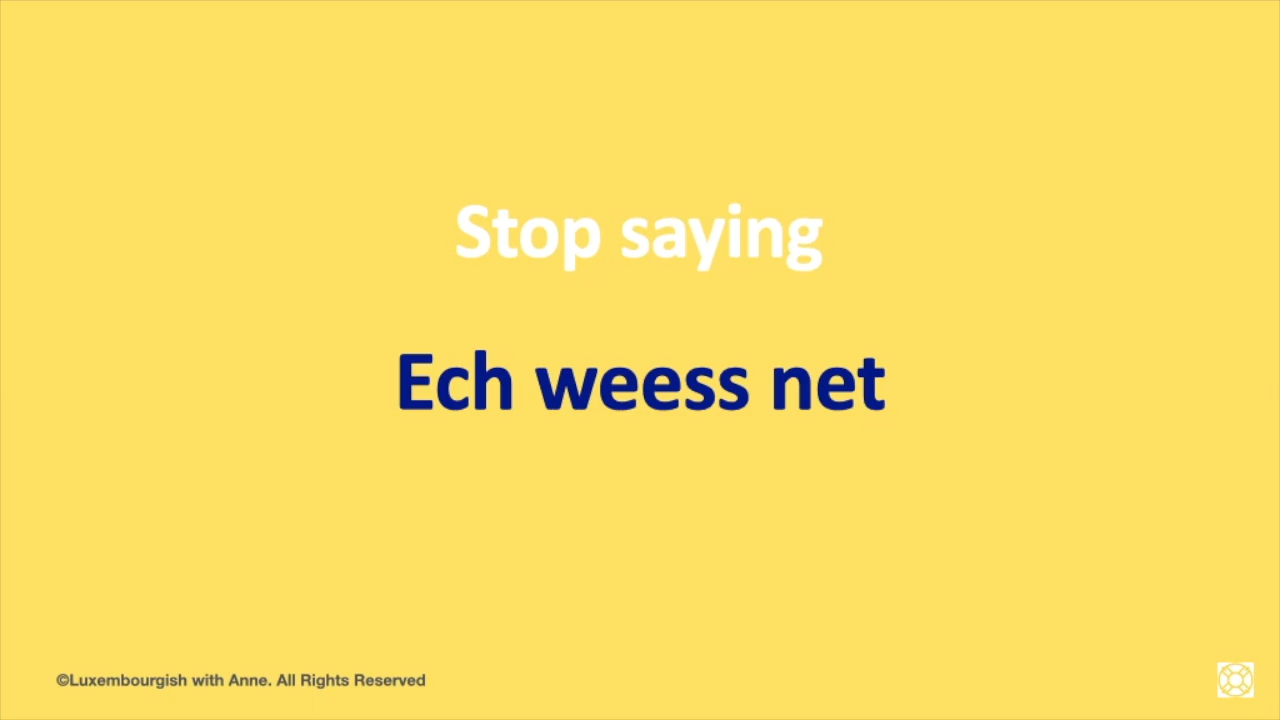 Stop saying
Ech weess net
©Luxembourgish with Anne. All Rights Reserved